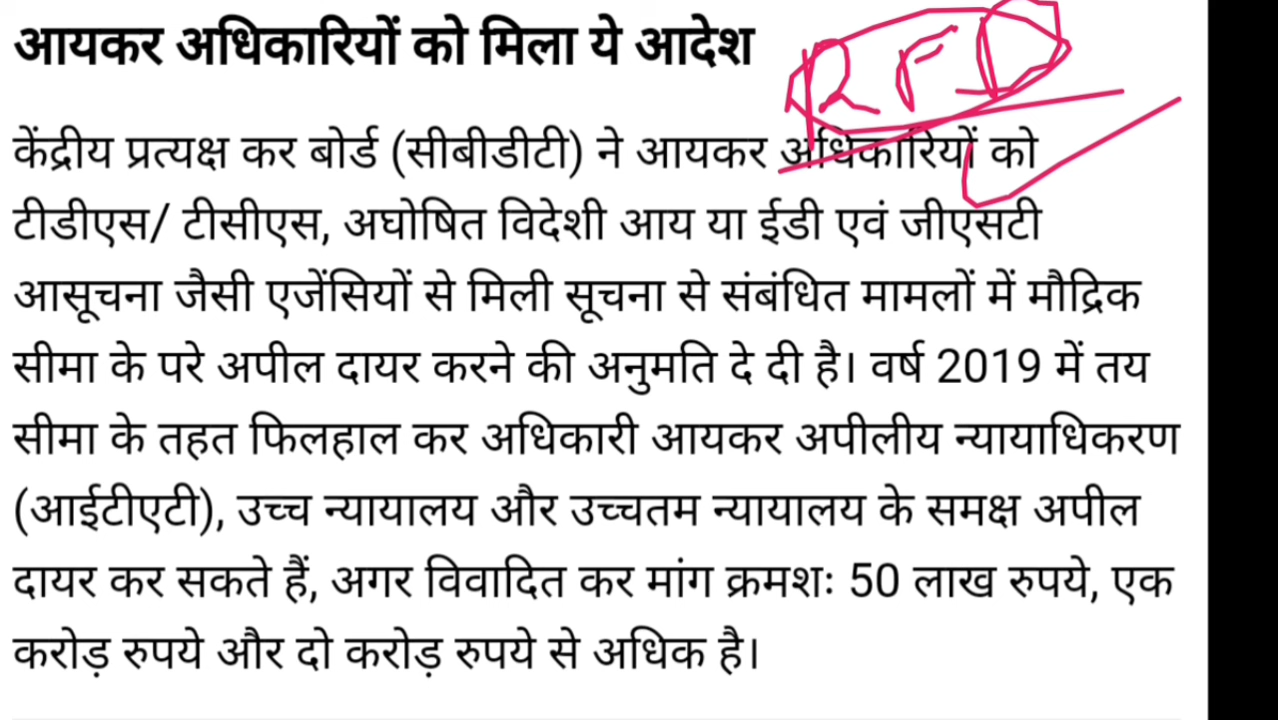 आयकर अधिकारियों को मिला ये आदेश
RFD
केंद्रीय प्रत्यक्ष कर बोर्ड (सीबीडीटी) ने आयकर अधिकारियों को
टीडीएस/ टीसीएस, अघोषित विदेशी आय या ईडी एवं जीएसटी
आसूचना जैसी एजेंसियों से मिली सूचना से संबंधित मामलों में मौद्रिक
सीमा के परे अपील दायर करने की अनुमति दे दी है। वर्ष 2019 में तय
सीमा के तहत फिलहाल कर अधिकारी आयकर अपीलीय न्यायाधिकरण
(आईटीएटी), उच्च न्यायालय और उच्चतम न्यायालय के समक्ष अपील
दायर कर सकते हैं, अगर विवादित कर मांग क्रमशः 50 लाख रुपये, एक
करोड़ रुपये और दो करोड़ रुपये से अधिक है।